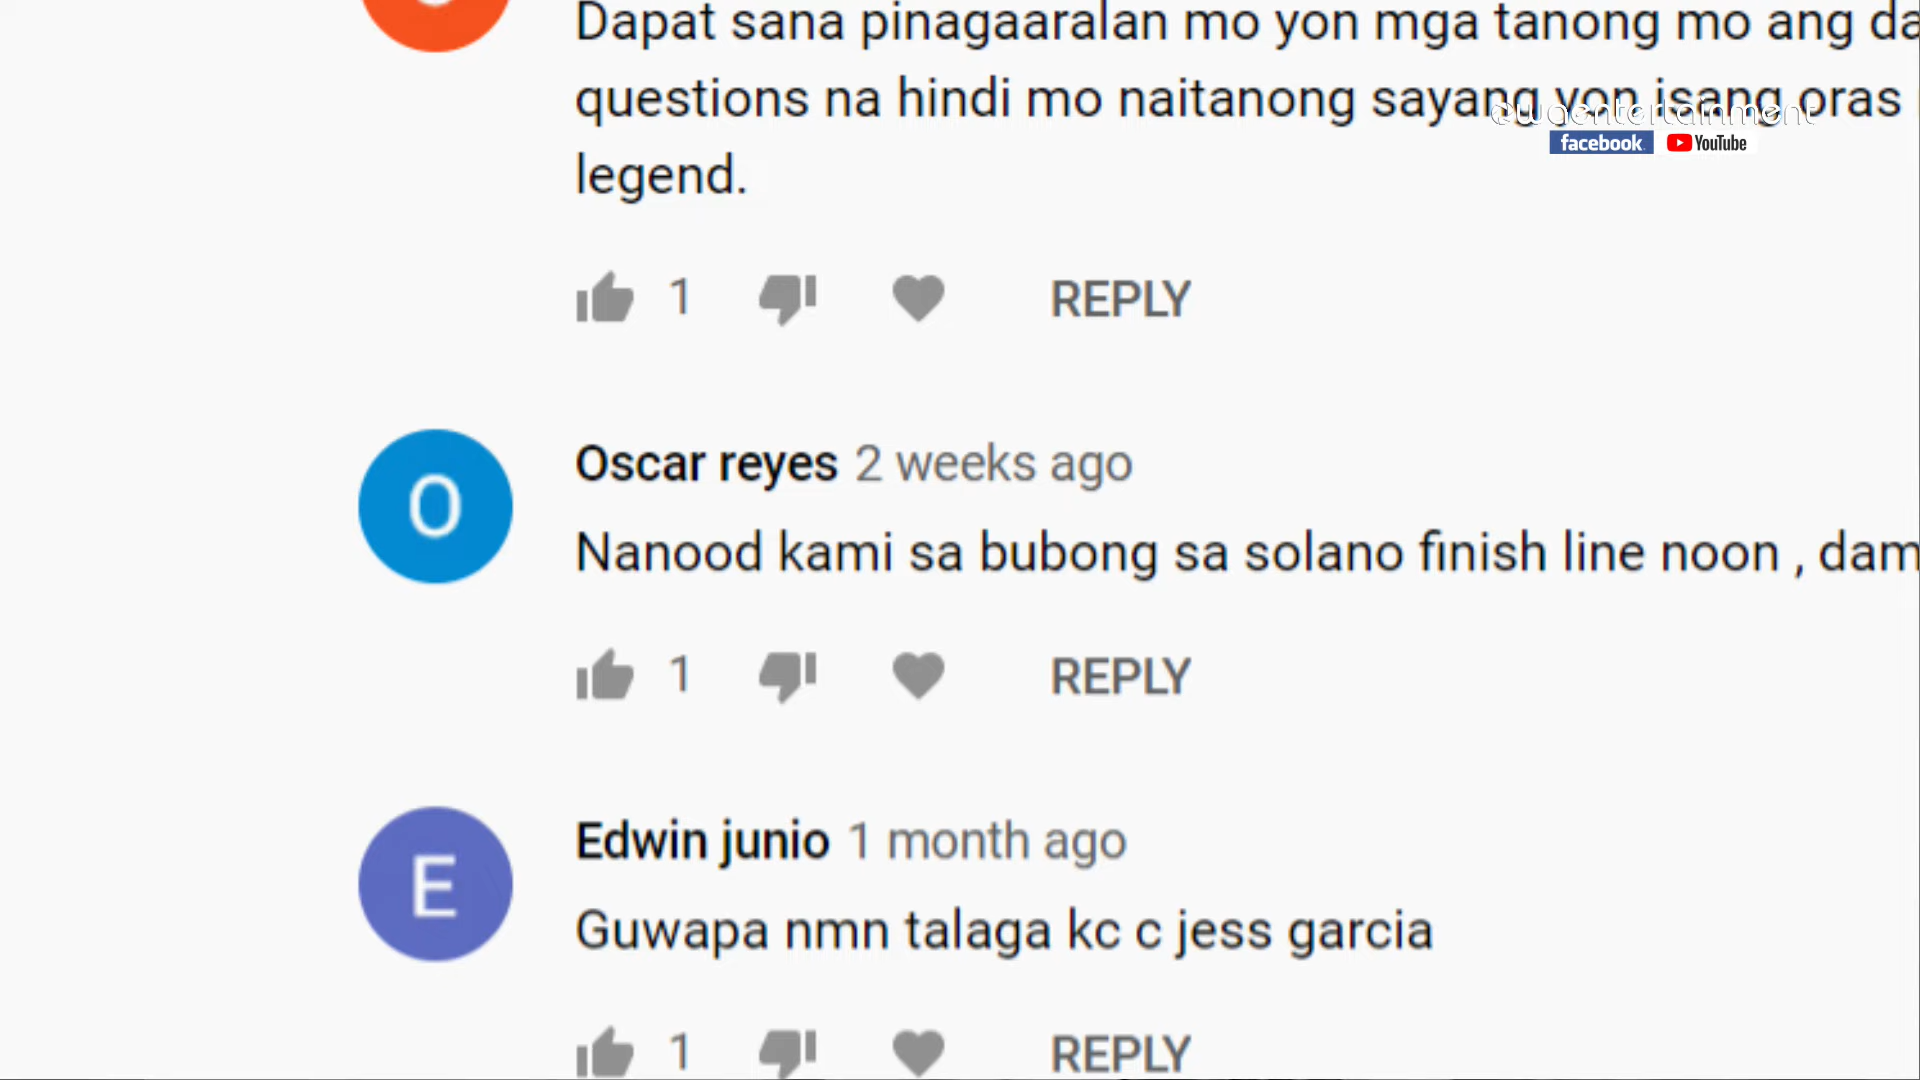 Dapat sana pinagaaralan mo yon mga tanong mo ang
questions na hindi mo naitanong sayang yon isang oras
legend.
@wgentertainment
facebook YouTube
1 REPLY
O
Oscar reyes 2 weeks ago
Nanood kami sa bubong sa solano finish line noon , dam
1 REPLY
E
Edwin junio 1 month ago
Guwapa nmn talaga kc c jess garcia
1 REPLY